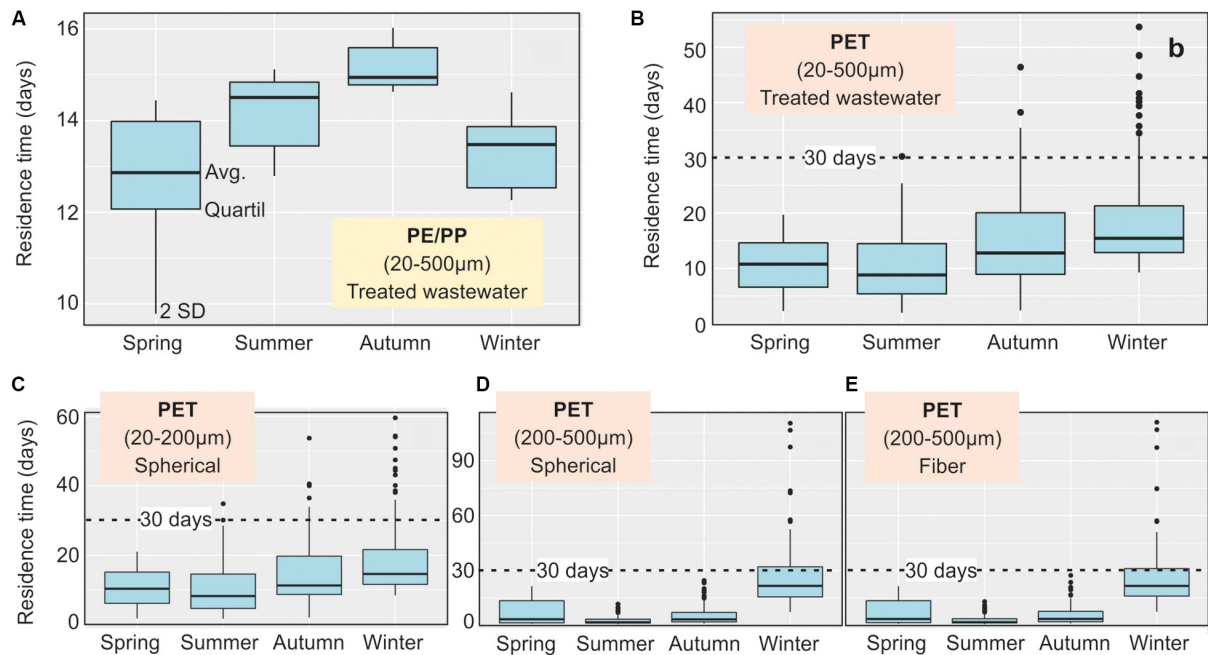 A
Residence time (days)
16
14
12
10
Avg.
Quartil
2 SD
PE/PP
(20-500µm)
Treated wastewater
Spring Summer Autumn Winter
B
Residence time (days)
50
40
30
20
10
0
PET
(20-500µm)
Treated wastewater
b
30 days
Spring Summer Autumn Winter
C
Residence time (days)
60
40
20
0
PET
(20-200µm)
Spherical
30 days
Spring Summer Autumn Winter
D
90
60
30
0
PET
(200-500µm)
Spherical
30 days
Spring Summer Autumn Winter
E
PET
(200-500µm)
Fiber
30 days
Spring Summer Autumn Winter